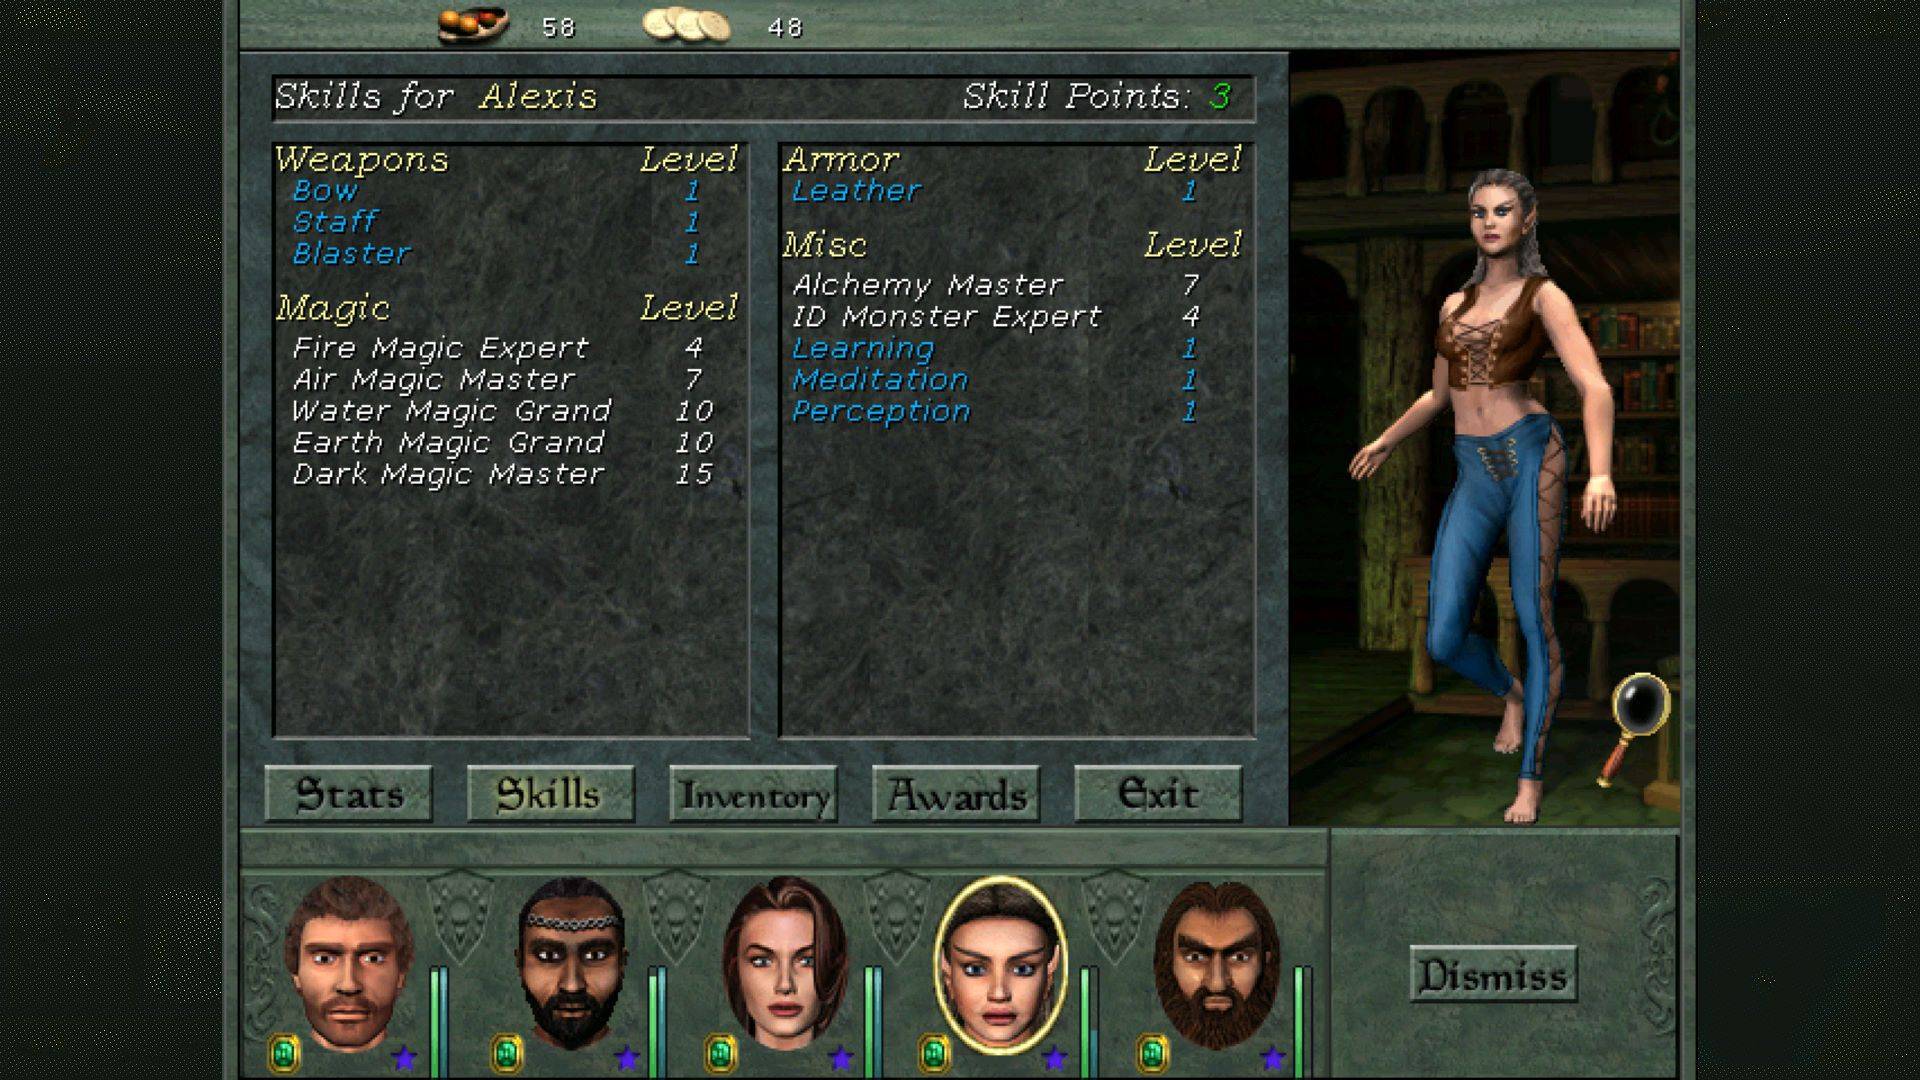 58 48
Skills for Alexis Skill Points: 3
Weapons Level
Bow 1
Staff 1
Blaster 1
Magic Level
Fire Magic Expert 4
Air Magic Master 7
Water Magic Grand 10
Earth Magic Grand 10
Dark Magic Master 15
Armor Level
Leather 1
Misc Level
Alchemy Master 7
ID Monster Expert 4
Learning 1
Meditation 1
Perception 1
Stats Skills Inventory Awards Exit
Dismiss